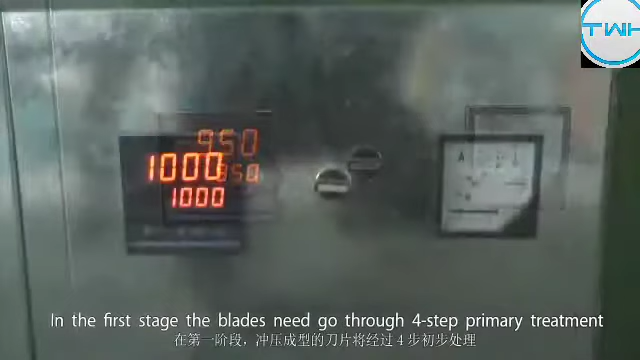 TWH
950
1000
850
1000
A
In the first stage the blades need go through 4-step primary treatment
在第一阶段，冲压成型的刀片将经过 4 步初步处理